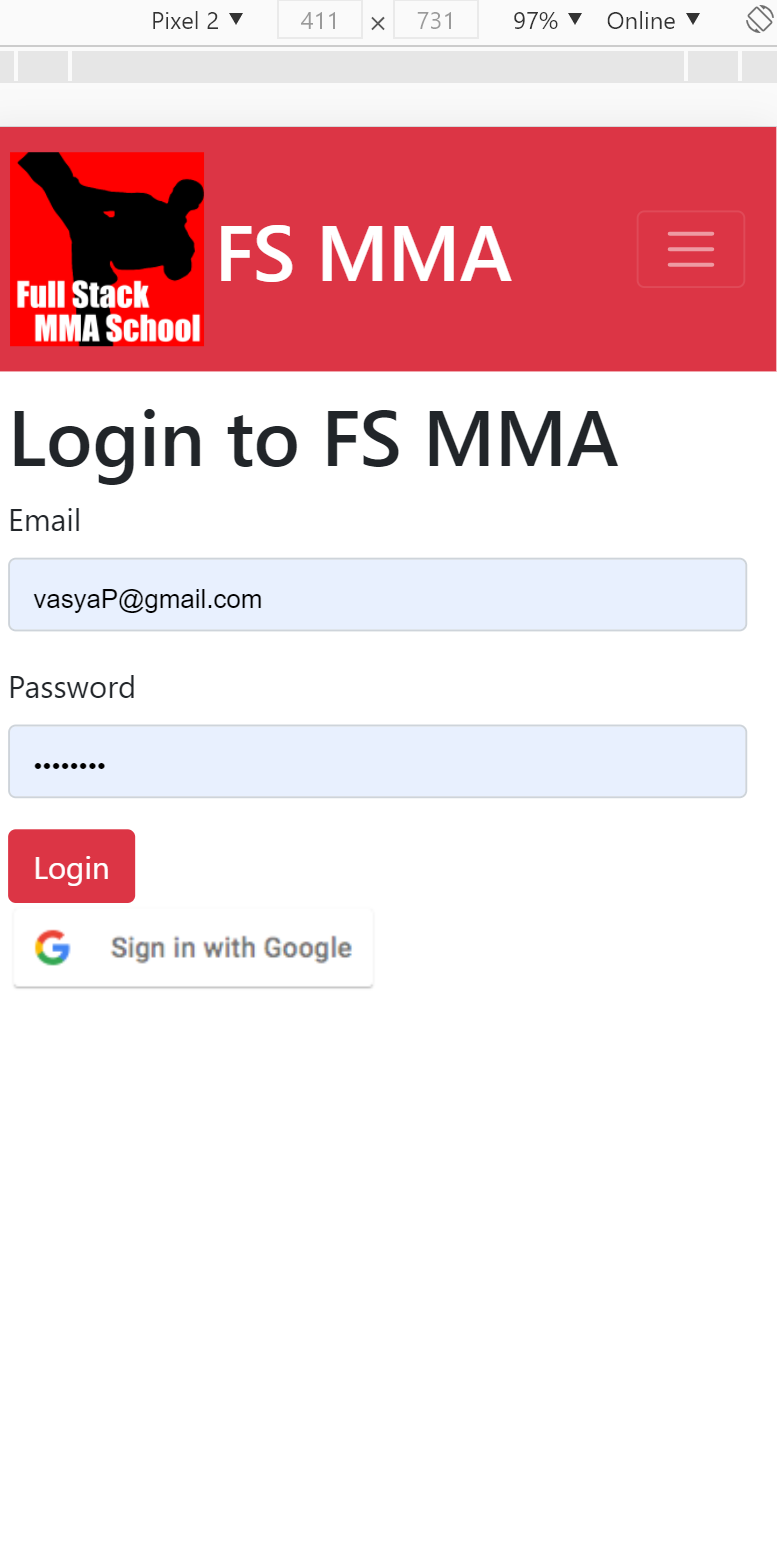 Pixel 2 ▼ 411 × 731 97% ▼ Online ▼
Full Stack
MMA School
FS MMA
Login to FS MMA
Email
vasyaP@gmail.com
Password
••••••••
Login
Sign in with Google